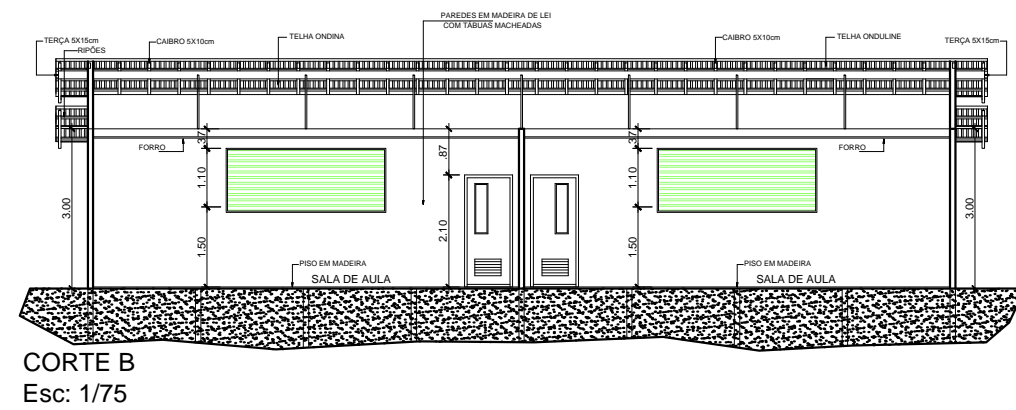 PAREDES EM MADEIRA DE LEI
COM TABUAS MACHEADAS
TERÇA 5X15cm
RIPÕES
CAIBRO 5X10cm
TELHA ONDINA
CAIBRO 5X10cm
TELHA ONDULINE
TERÇA 5X15cm
FORRO
FORRO
.37
1.10
1.50
3.00
.87
2.10
.37
1.10
1.50
3.00
PISO EM MADEIRA
SALA DE AULA
PISO EM MADEIRA
SALA DE AULA
CORTE B
Esc: 1/75